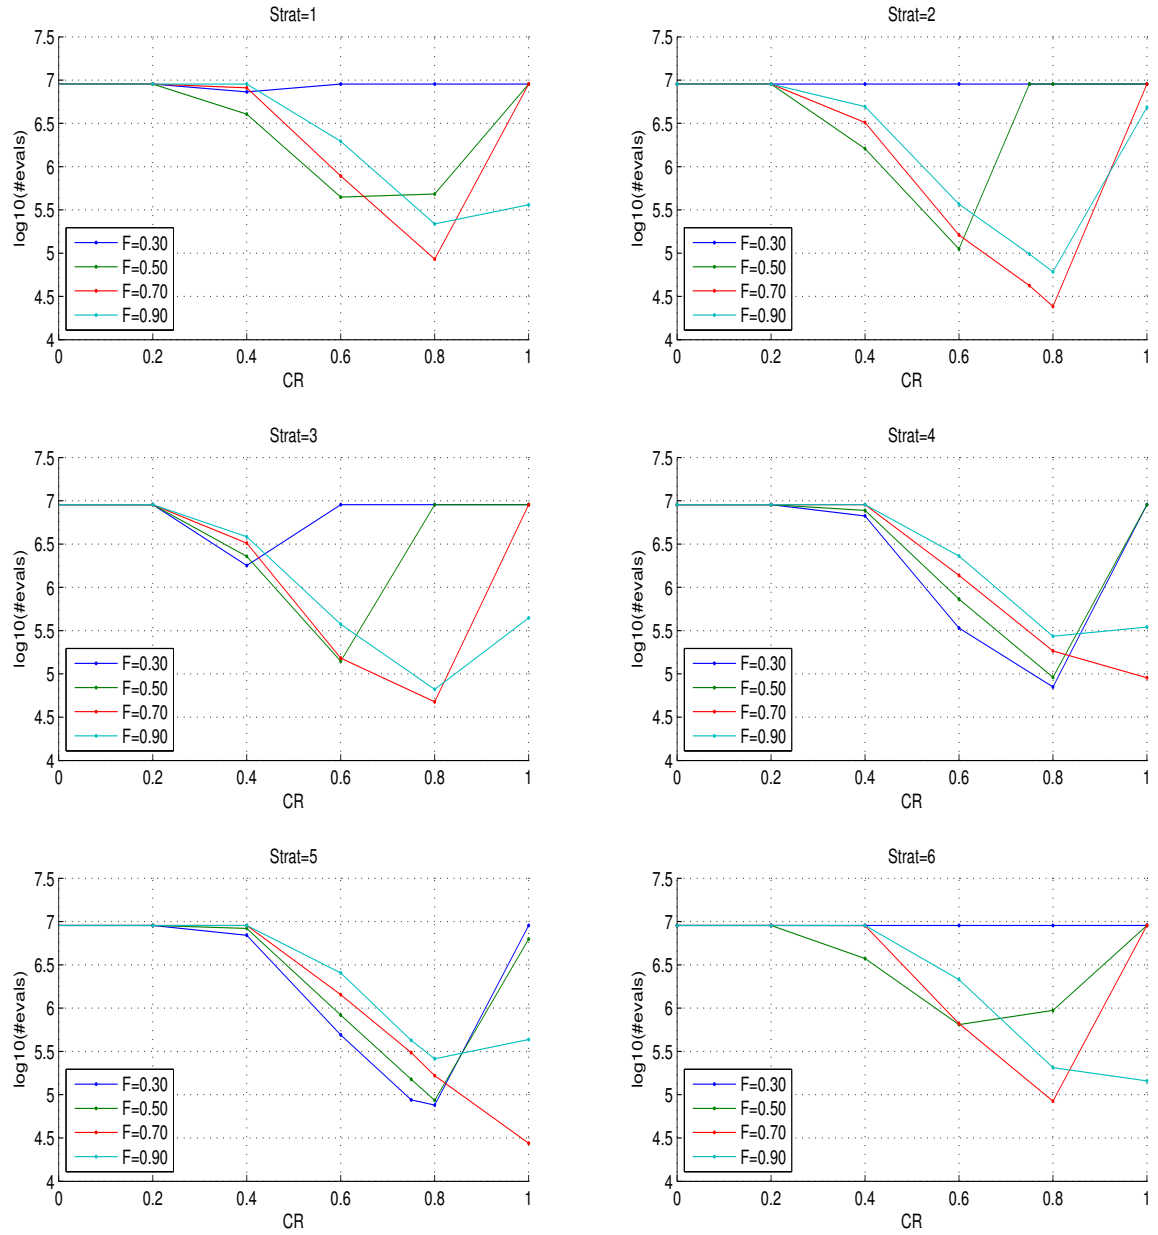 Strat=1
7.5
7
6.5
6
5.5
5
4.5
4
log10(#evals)
F=0.30
F=0.50
F=0.70
F=0.90
0 0.2 0.4 0.6 0.8 1
CR
Strat=2
7.5
7
6.5
6
5.5
5
4.5
4
log10(#evals)
F=0.30
F=0.50
F=0.70
F=0.90
0 0.2 0.4 0.6 0.8 1
CR
Strat=3
7.5
7
6.5
6
5.5
5
4.5
4
log10(#evals)
F=0.30
F=0.50
F=0.70
F=0.90
0 0.2 0.4 0.6 0.8 1
CR
Strat=4
7.5
7
6.5
6
5.5
5
4.5
4
log10(#evals)
F=0.30
F=0.50
F=0.70
F=0.90
0 0.2 0.4 0.6 0.8 1
CR
Strat=5
7.5
7
6.5
6
5.5
5
4.5
4
log10(#evals)
F=0.30
F=0.50
F=0.70
F=0.90
0 0.2 0.4 0.6 0.8 1
CR
Strat=6
7.5
7
6.5
6
5.5
5
4.5
4
log10(#evals)
F=0.30
F=0.50
F=0.70
F=0.90
0 0.2 0.4 0.6 0.8 1
CR